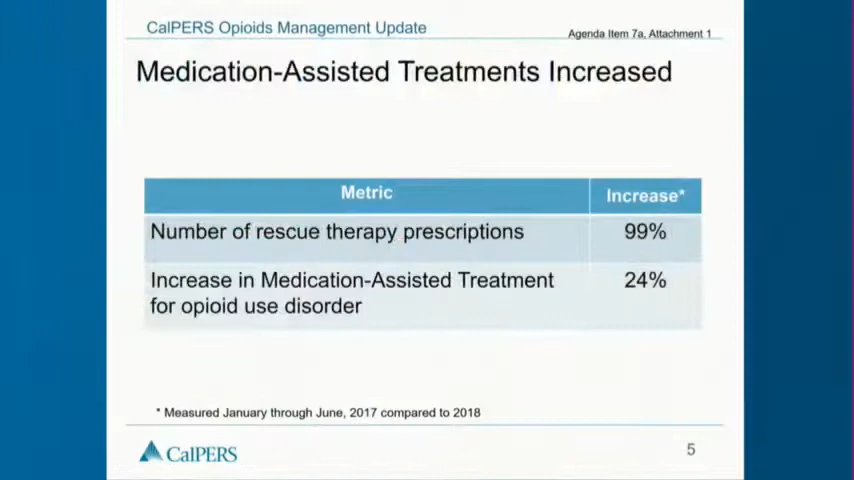 CalPERS Opioids Management Update
Agenda Item 7a, Attachment 1
Medication-Assisted Treatments Increased
Metric
Increase*
Number of rescue therapy prescriptions
99%
Increase in Medication-Assisted Treatment
for opioid use disorder
24%
* Measured January through June, 2017 compared to 2018
CalPERS
5